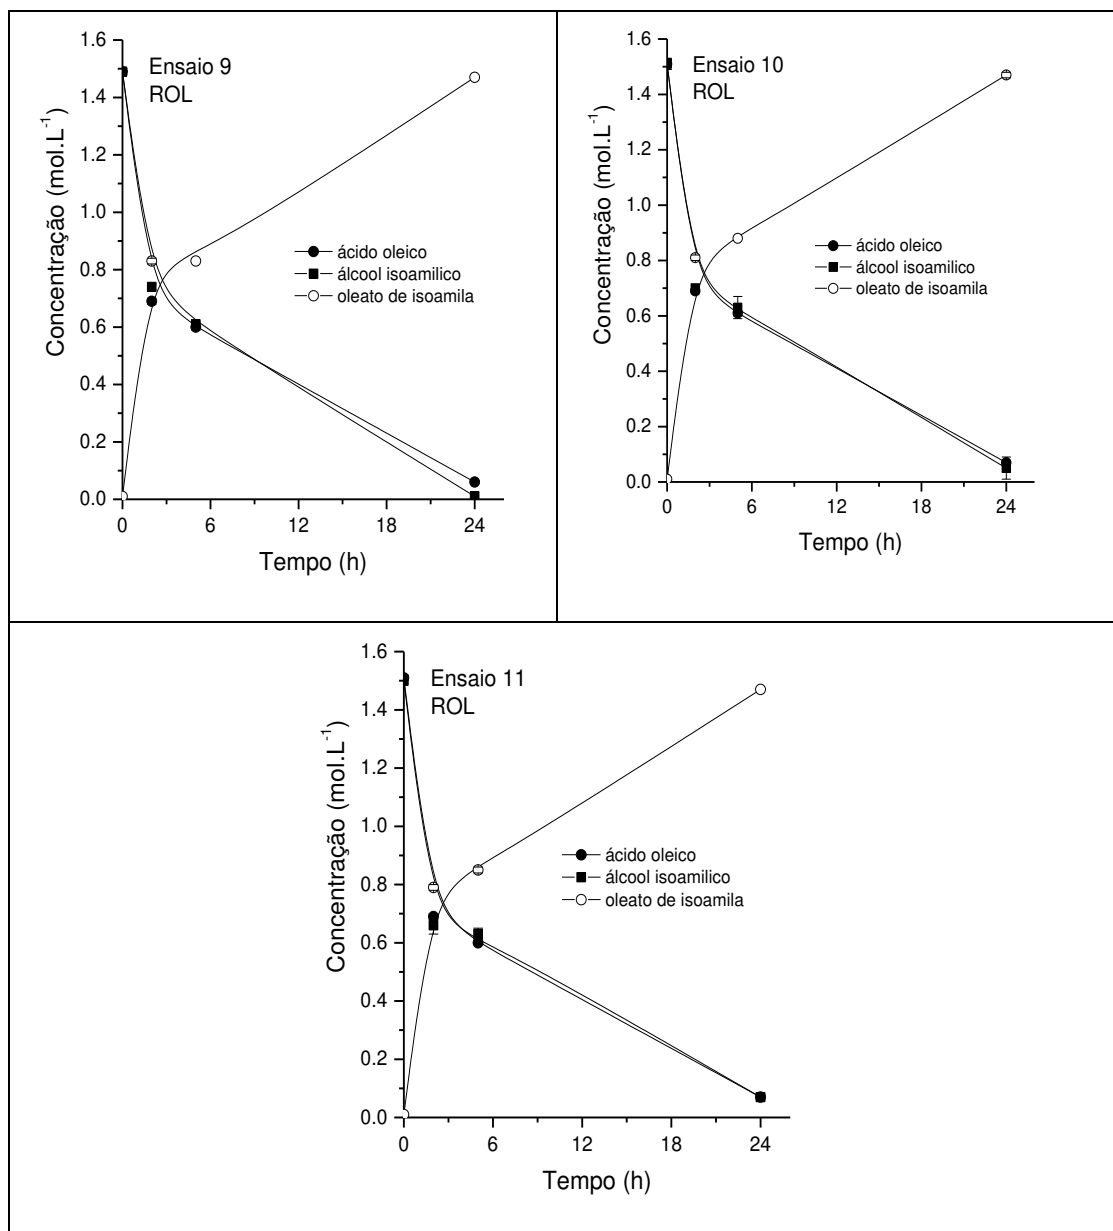 1.6
1.4
1.2
1.0
0.8
0.6
0.4
0.2
0.0
Concentração (mol.L⁻¹)
Ensaio 9
ROL
ácido oleico
álcool isoamilico
oleato de isoamila
0 6 12 18 24
Tempo (h)
1.6
1.4
1.2
1.0
0.8
0.6
0.4
0.2
0.0
Concentração (mol.L⁻¹)
Ensaio 10
ROL
ácido oleico
álcool isoamilico
oleato de isoamila
0 6 12 18 24
Tempo (h)
1.6
1.4
1.2
1.0
0.8
0.6
0.4
0.2
0.0
Concentração (mol.L⁻¹)
Ensaio 11
ROL
ácido oleico
álcool isoamilico
oleato de isoamila
0 6 12 18 24
Tempo (h)